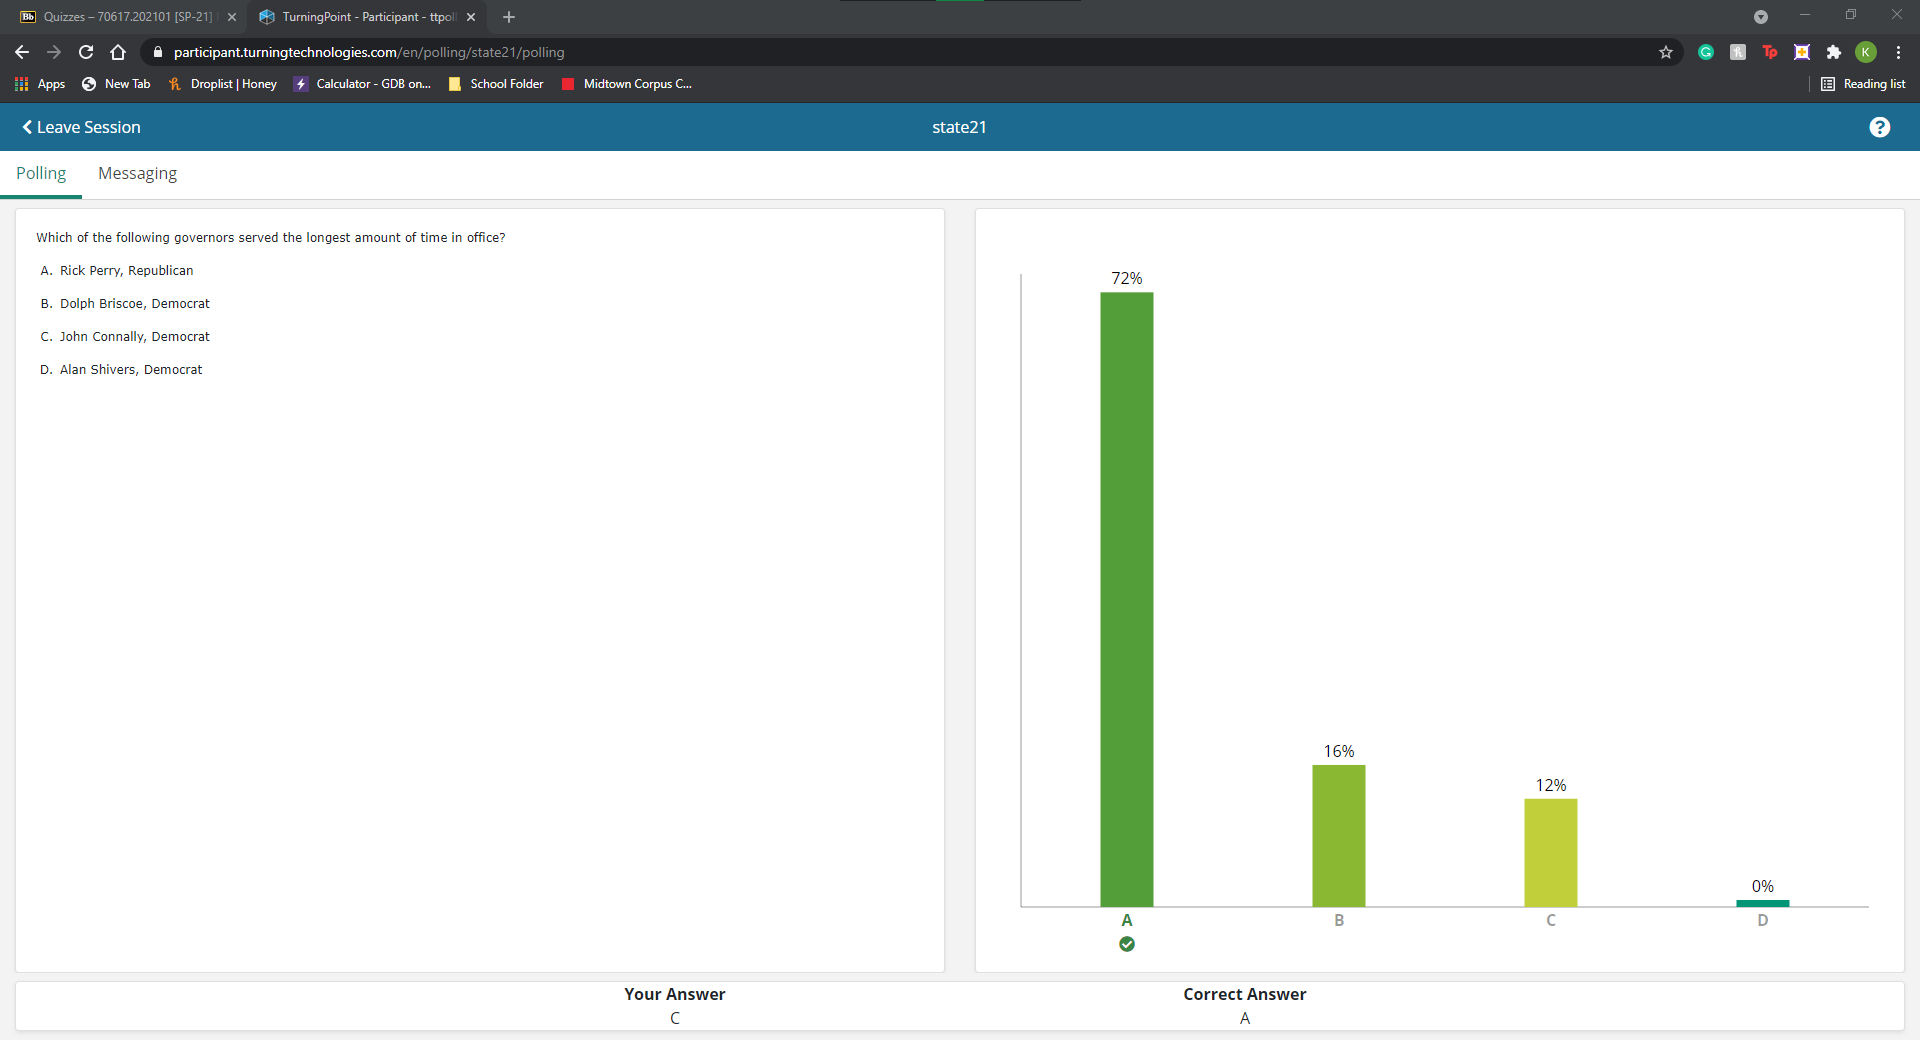 Bb Quizzes – 70617.202101 [SP-21]
TurningPoint - Participant - ttpoll
participant.turningtechnologies.com/en/polling/state21/polling
Tp
K
Apps New Tab Droplist | Honey Calculator - GDB on... School Folder Midtown Corpus C... Reading list
Leave Session state21 ?
Polling Messaging
Which of the following governors served the longest amount of time in office?
A. Rick Perry, Republican
B. Dolph Briscoe, Democrat
C. John Connally, Democrat
D. Alan Shivers, Democrat
72%
16%
12%
0%
A B C D
Your Answer Correct Answer
C A